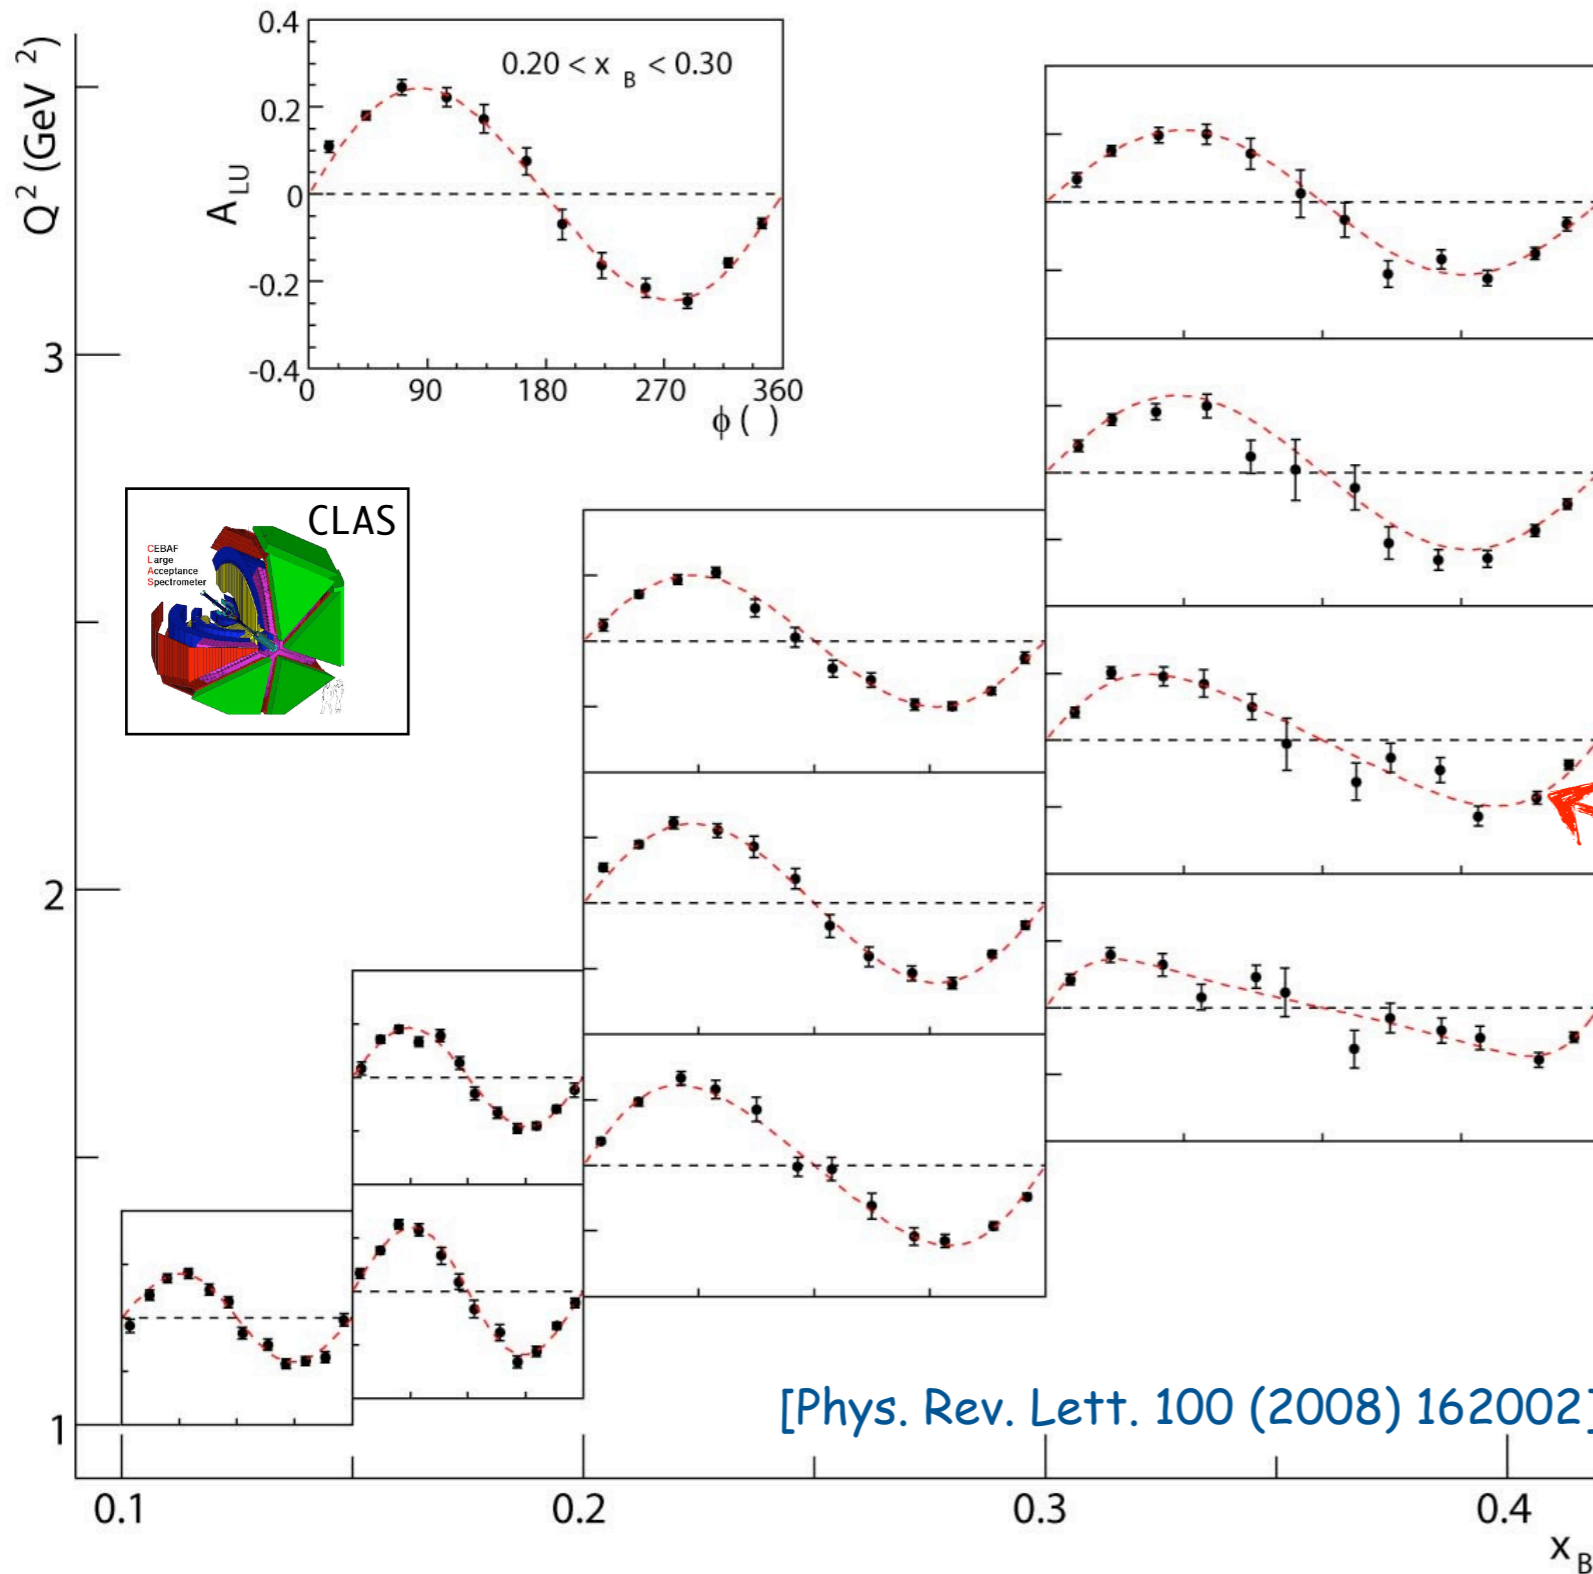 Q² (GeV ²)
3
2
1
0.4
0.2
0
-0.2
-0.4
A LU
0.20 < x B < 0.30
0
90
180
270
360
ϕ ( )
CLAS
CEBAF
Large
Acceptance
Spectrometer
[Phys. Rev. Lett. 100 (2008) 162002]
0.1
0.2
0.3
0.4
x B